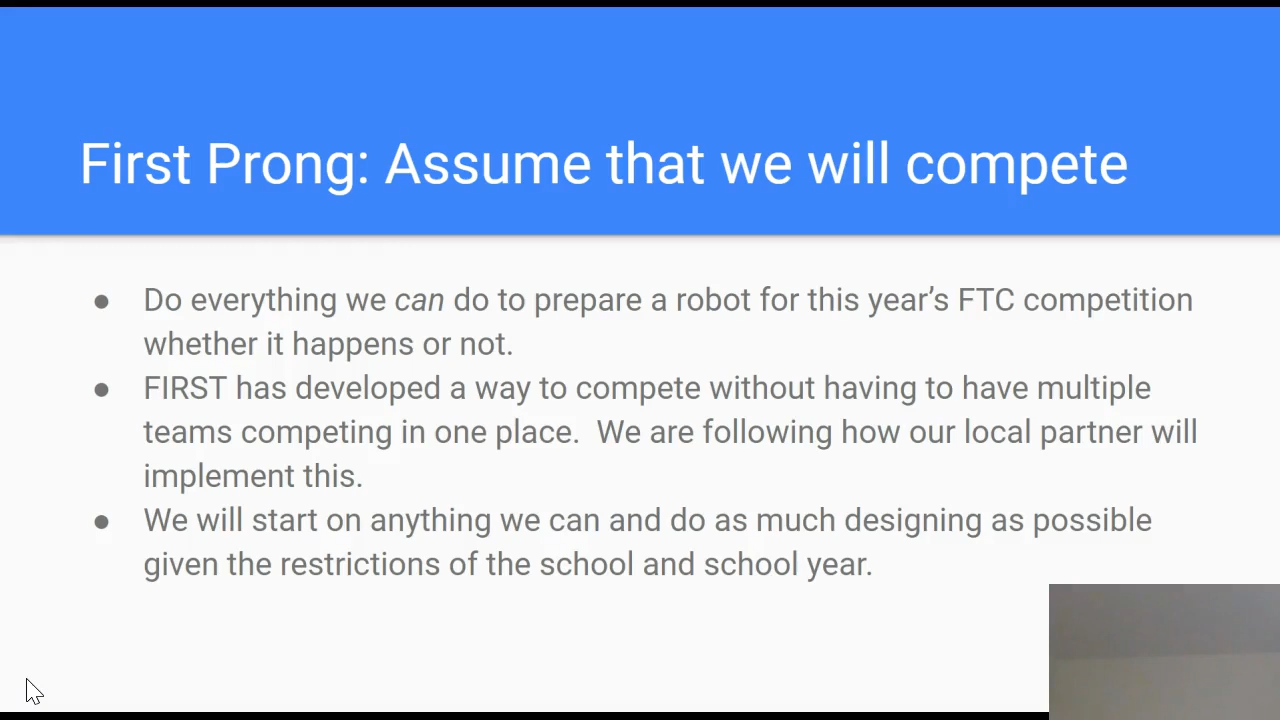 First Prong: Assume that we will compete
● Do everything we can do to prepare a robot for this year’s FTC competition
whether it happens or not.
● FIRST has developed a way to compete without having to have multiple
teams competing in one place.  We are following how our local partner will
implement this.
● We will start on anything we can and do as much designing as possible
given the restrictions of the school and school year.